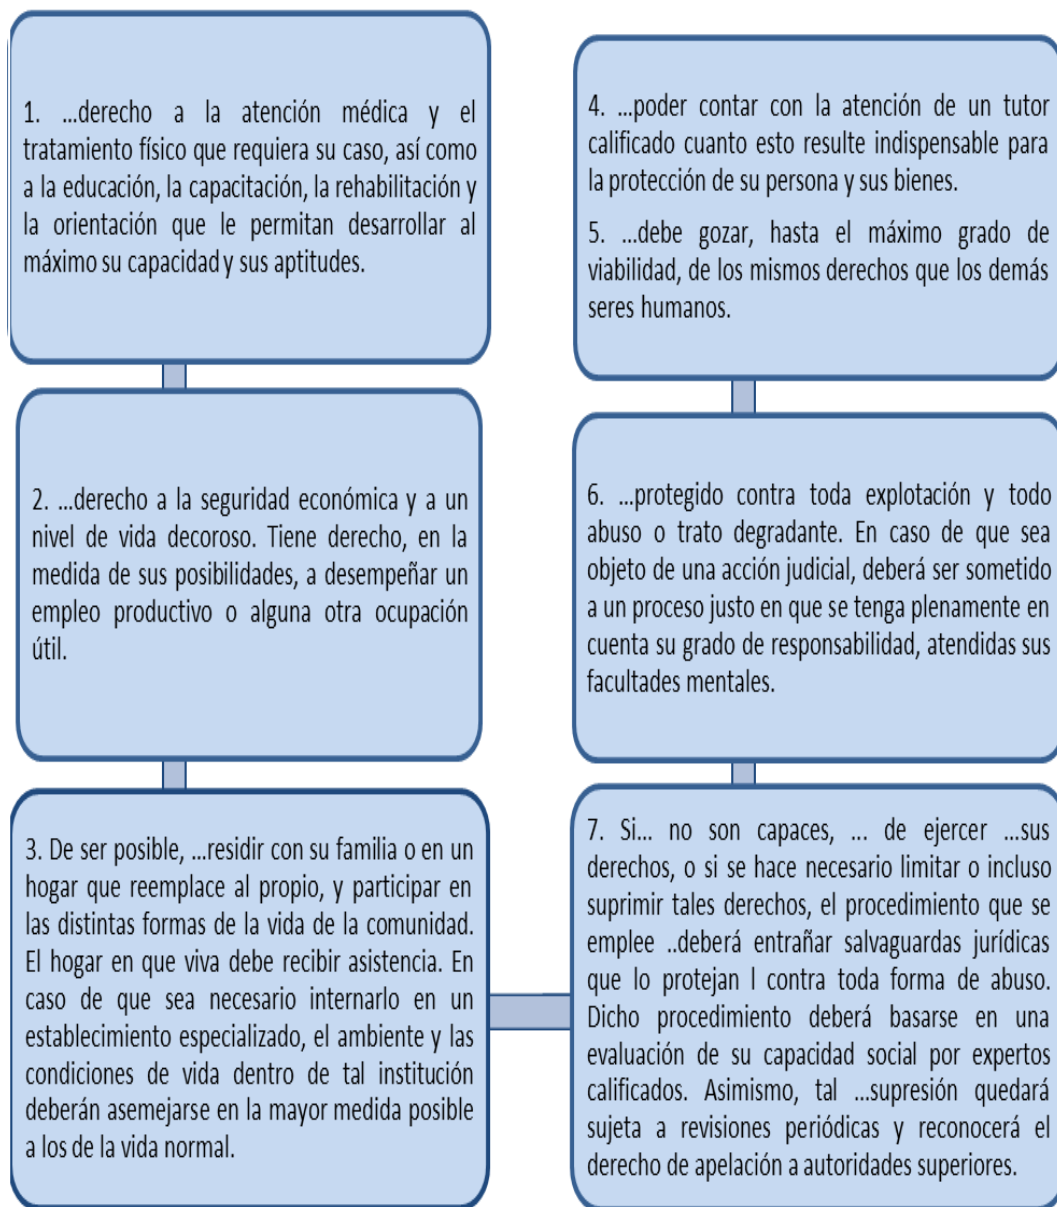 1. ...derecho a la atención médica y el
tratamiento físico que requiera su caso, así como
a la educación, la capacitación, la rehabilitación y
la orientación que le permitan desarrollar al
máximo su capacidad y sus aptitudes.
2. ...derecho a la seguridad económica y a un
nivel de vida decoroso. Tiene derecho, en la
medida de sus posibilidades, a desempeñar un
empleo productivo o alguna otra ocupación
útil.
3. De ser posible, ...residir con su familia o en un
hogar que reemplace al propio, y participar en
las distintas formas de la vida de la comunidad.
El hogar en que viva debe recibir asistencia. En
caso de que sea necesario internarlo en un
establecimiento especializado, el ambiente y las
condiciones de vida dentro de tal institución
deberán asemejarse en la mayor medida posible
a los de la vida normal.
4. ...poder contar con la atención de un tutor
calificado cuanto esto resulte indispensable para
la protección de su persona y sus bienes.
5. ...debe gozar, hasta el máximo grado de
viabilidad, de los mismos derechos que los demás
seres humanos.
6. ...protegido contra toda explotación y todo
abuso o trato degradante. En caso de que sea
objeto de una acción judicial, deberá ser sometido
a un proceso justo en que se tenga plenamente en
cuenta su grado de responsabilidad, atendidas sus
facultades mentales.
7. Si... no son capaces, ... de ejercer ...sus
derechos, o si se hace necesario limitar o incluso
suprimir tales derechos, el procedimiento que se
emplee ..deberá entrañar salvaguardas jurídicas
que lo protejan l contra toda forma de abuso.
Dicho procedimiento deberá basarse en una
evaluación de su capacidad social por expertos
calificados. Asimismo, tal ...supresión quedará
sujeta a revisiones periódicas y reconocerá el
derecho de apelación a autoridades superiores.